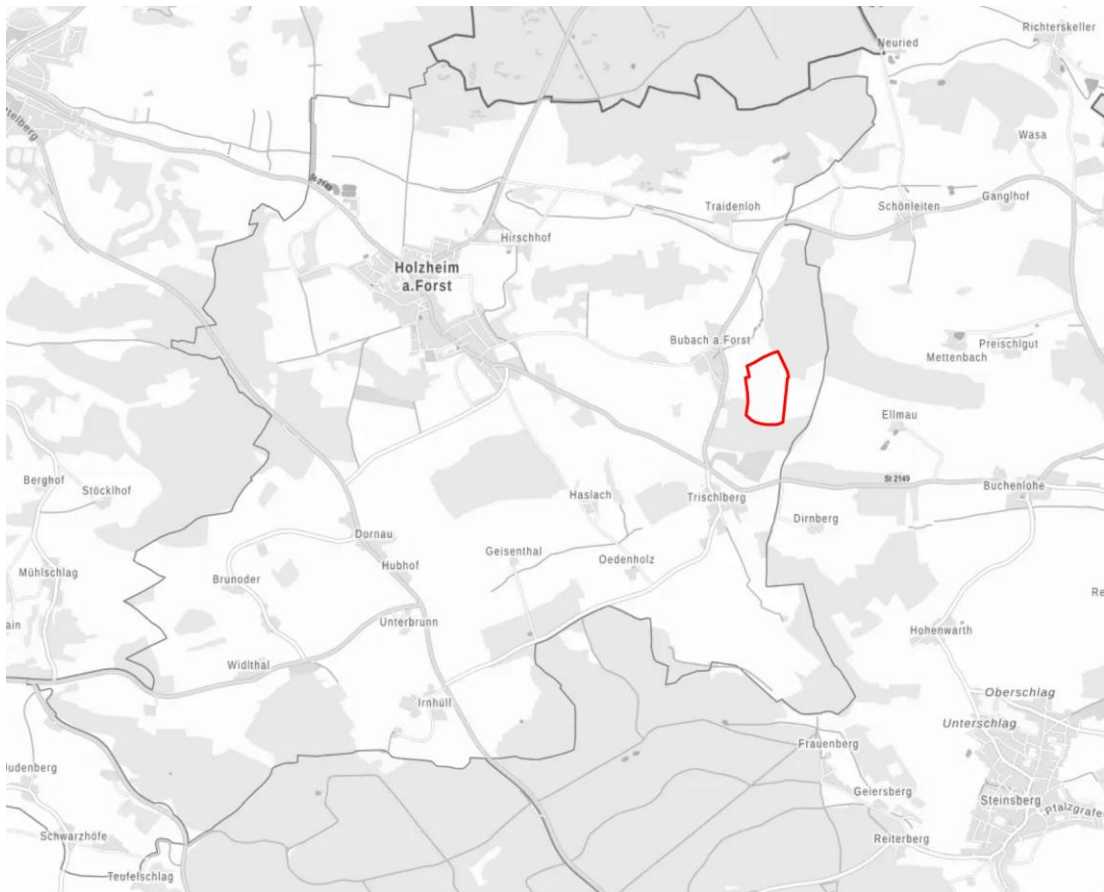 Richterskeller
Neuried
Wasa
St 2149
Traidenloh
Schönleiten
Ganglhof
Hirschhof
Holzheim
a.Forst
Bubach a.Forst
Preischlgut
Mettenbach
Ellmau
Berghof
Stöcklhof
St 2149
Buchenlohe
Haslach
Trischlberg
Dirnberg
Dornau
Geisenthal
Oedenholz
Hubhof
Mühlschlag
Brunoder
Unterbrunn
Hohenwarth
Widlthal
Oberschlag
Irnhüll
Unterschlag
Frauenberg
Geiersberg
Steinsberg
Schwarzhöfe
Reiterberg
Teufelschlag